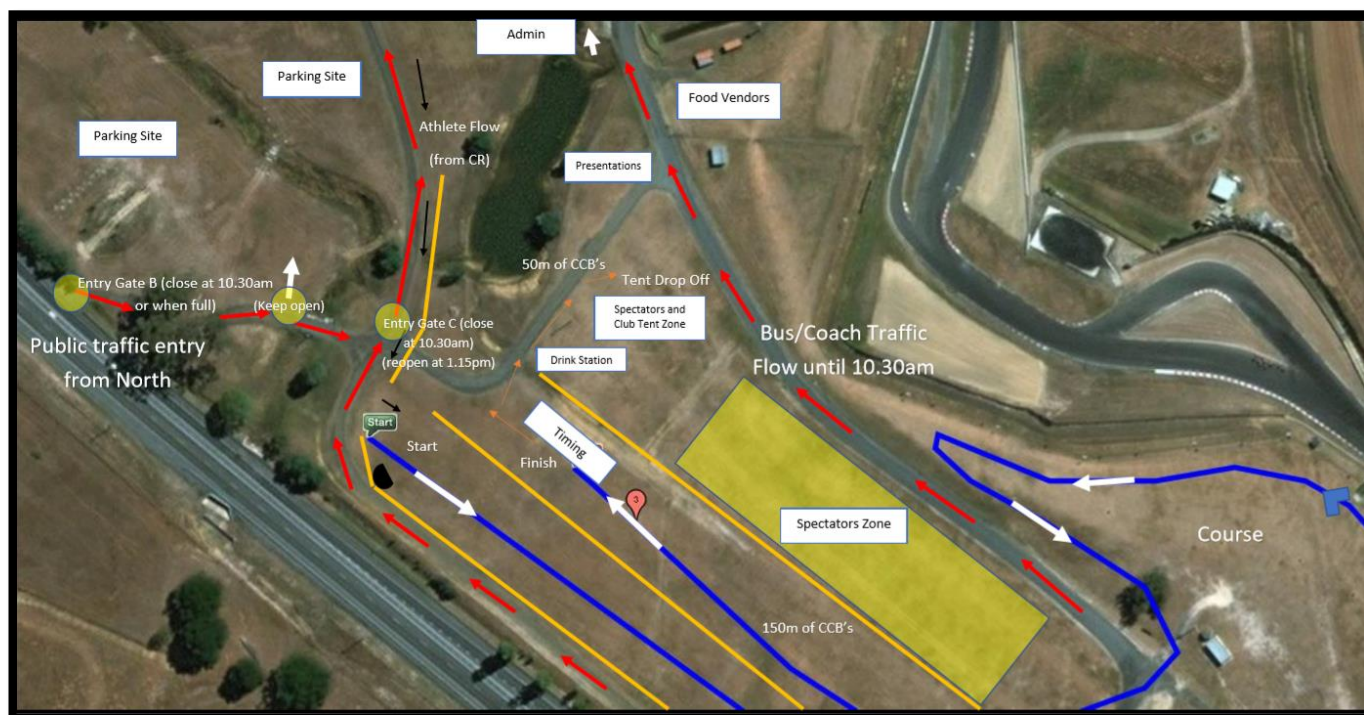 Admin
Parking Site
Food Vendors
Parking Site
Athlete Flow
(from CR)
Presentations
50m of CCB's
Tent Drop Off
Entry Gate B (close at 10.30am
or when full)
(Keep open)
Entry Gate C (close
at 10.30am)
(reopen at 1.15pm)
Spectators and
Club Tent Zone
Public traffic entry
from North
Drink Station
Bus/Coach Traffic
Flow until 10.30am
Start
Start
Timing
Finish
3
Spectators Zone
Course
150m of CCB's